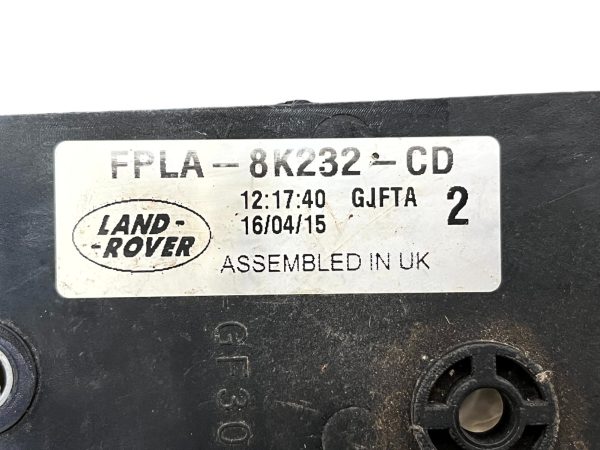 FPLA-8K232-CD
12:17:40 GJFTA 2
LAND-
-ROVER
16/04/15
ASSEMBLED IN UK
GF30